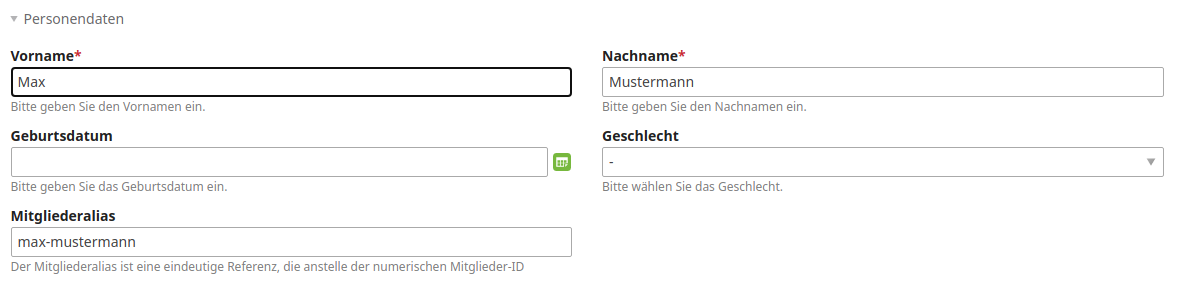 Personendaten
Vorname* Nachname*
Max Mustermann
Bitte geben Sie den Vornamen ein. Bitte geben Sie den Nachnamen ein.
Geburtsdatum Geschlecht
-
Bitte geben Sie das Geburtsdatum ein. Bitte wählen Sie das Geschlecht.
Mitgliederalias
max-mustermann
Der Mitgliederalias ist eine eindeutige Referenz, die anstelle der numerischen Mitglieder-ID